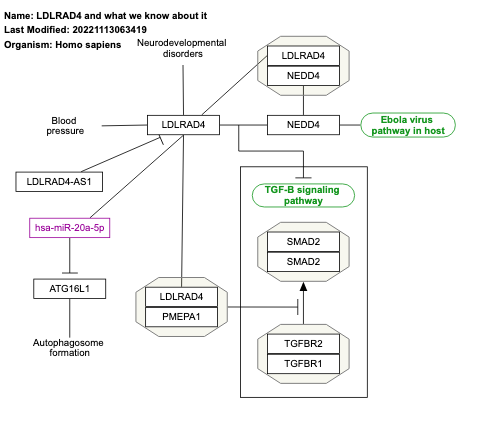 Name: LDLRAD4 and what we know about it
Last Modified: 20221113063419
Organism: Homo sapiens
Neurodevelopmental
disorders
LDLRAD4
NEDD4
Blood
pressure
LDLRAD4
NEDD4
Ebola virus
pathway in host
LDLRAD4-AS1
TGF-B signaling
pathway
hsa-miR-20a-5p
SMAD2
SMAD2
ATG16L1
LDLRAD4
PMEPA1
Autophagosome
formation
TGFBR2
TGFBR1